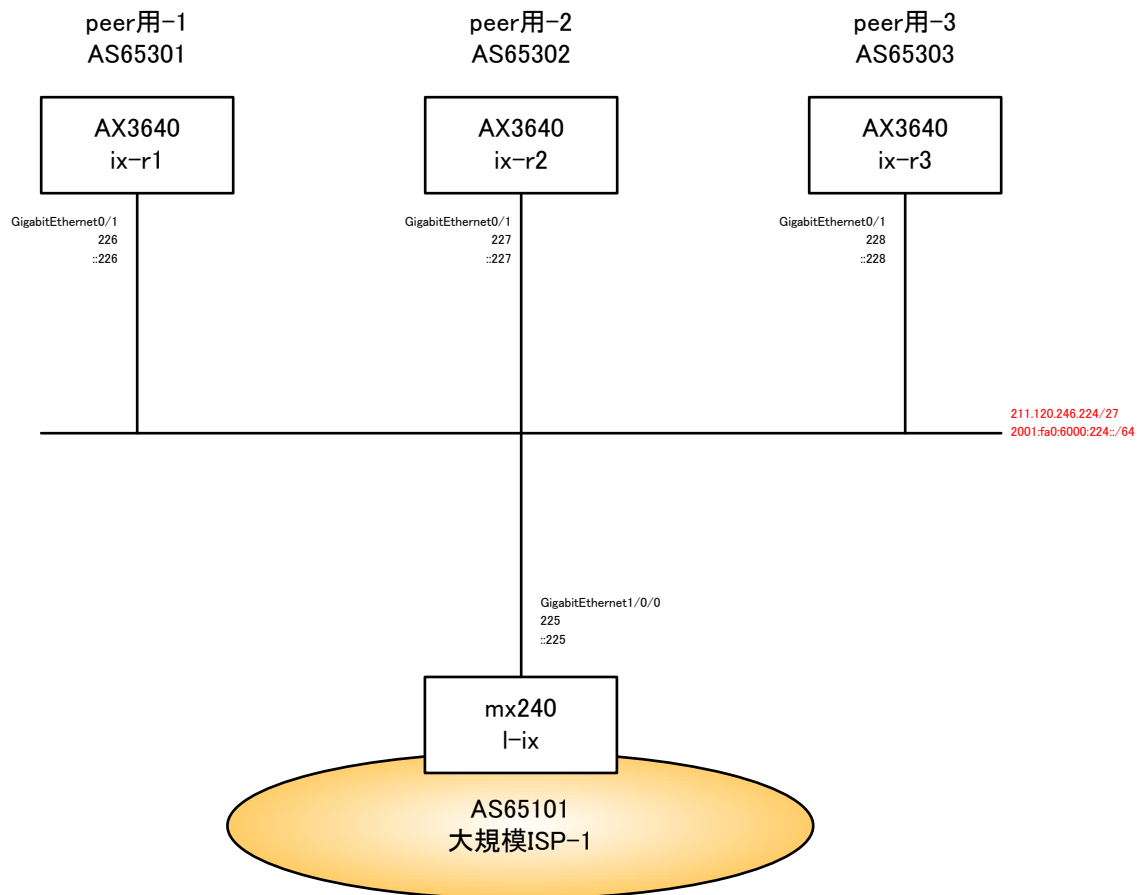 peer用-1
AS65301
peer用-2
AS65302
peer用-3
AS65303
AX3640
ix-r1
AX3640
ix-r2
AX3640
ix-r3
GigabitEthernet0/1
226
::226
GigabitEthernet0/1
227
::227
GigabitEthernet0/1
228
::228
211.120.246.224/27
2001:fa0:6000:224::/64
GigabitEthernet1/0/0
225
::225
mx240
l-ix
AS65101
大規模ISP-1